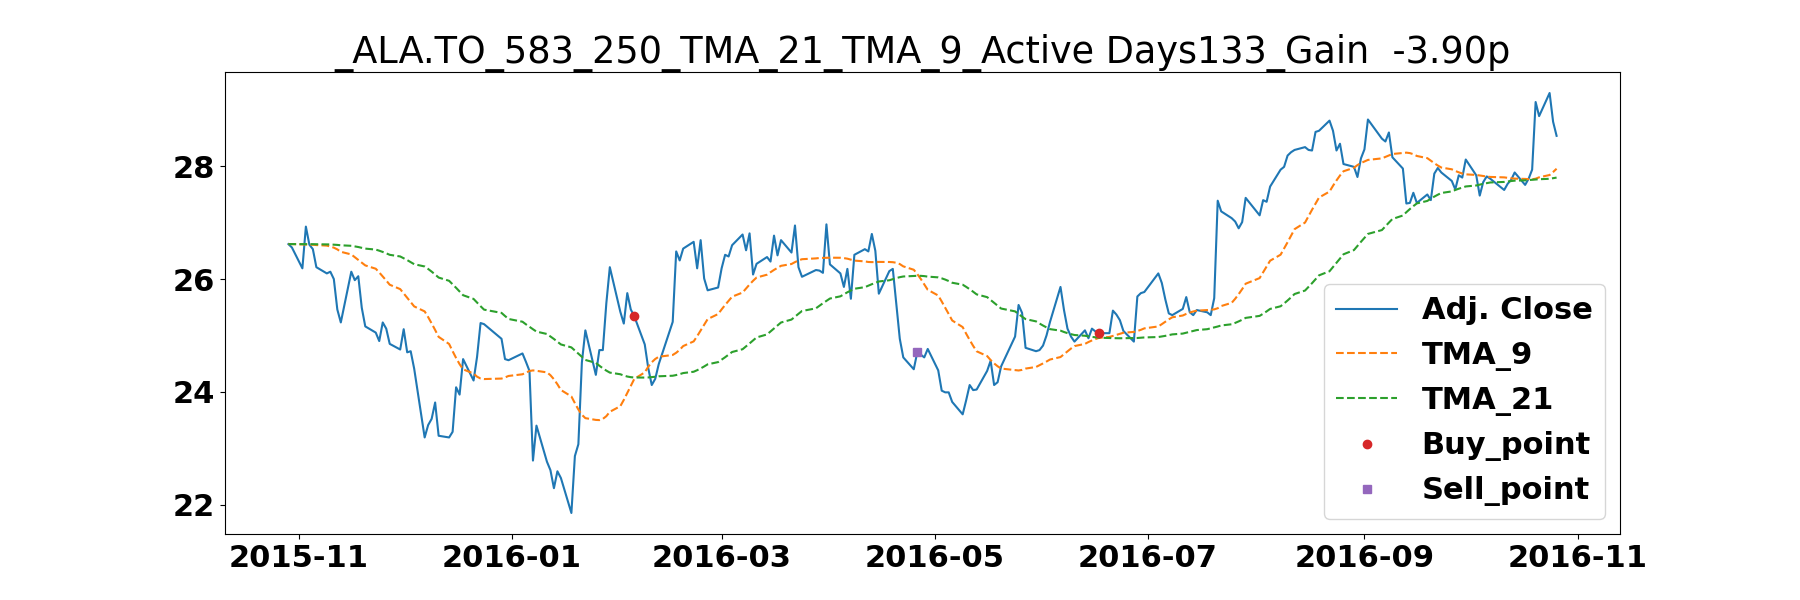 _ALA.TO_583_250_TMA_21_TMA_9_Active Days133_Gain  -3.90p
28
26
24
22
Adj. Close
TMA_9
TMA_21
Buy_point
Sell_point
2015-11 2016-01 2016-03 2016-05 2016-07 2016-09 2016-11